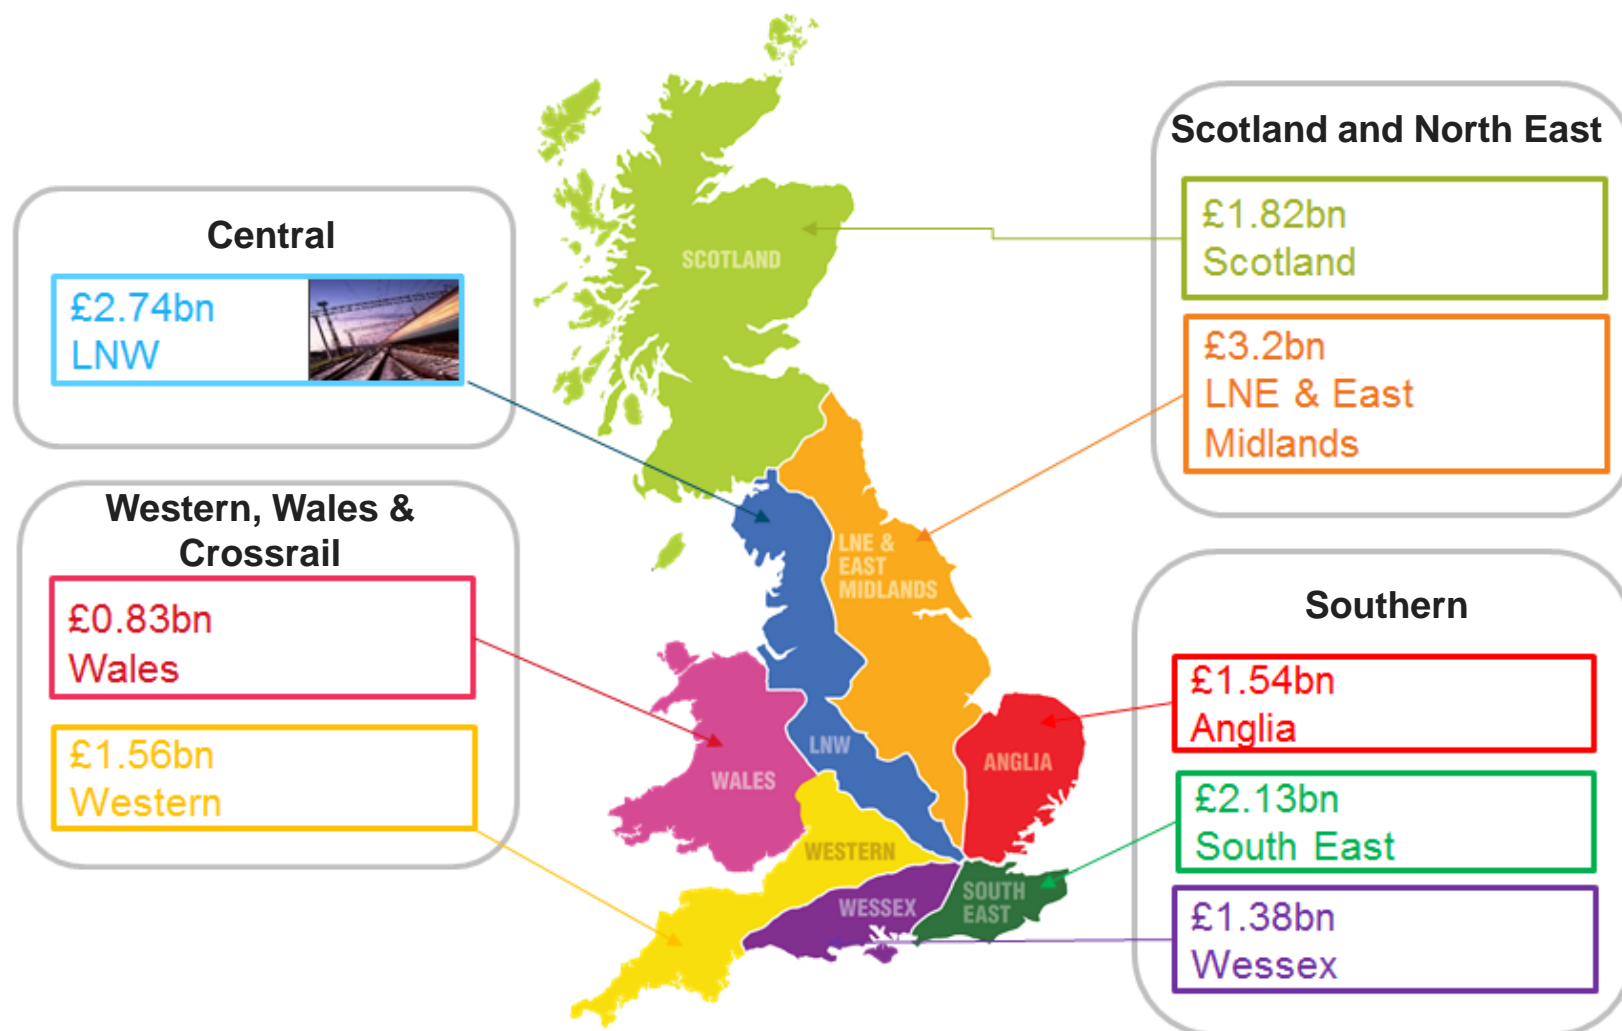 Central
£2.74bn
LNW
Western, Wales &
Crossrail
£0.83bn
Wales
£1.56bn
Western
SCOTLAND
LNE &
EAST
MIDLANDS
LNW
WALES
ANGLIA
WESTERN
WESSEX
SOUTH
EAST
Scotland and North East
£1.82bn
Scotland
£3.2bn
LNE & East
Midlands
Southern
£1.54bn
Anglia
£2.13bn
South East
£1.38bn
Wessex